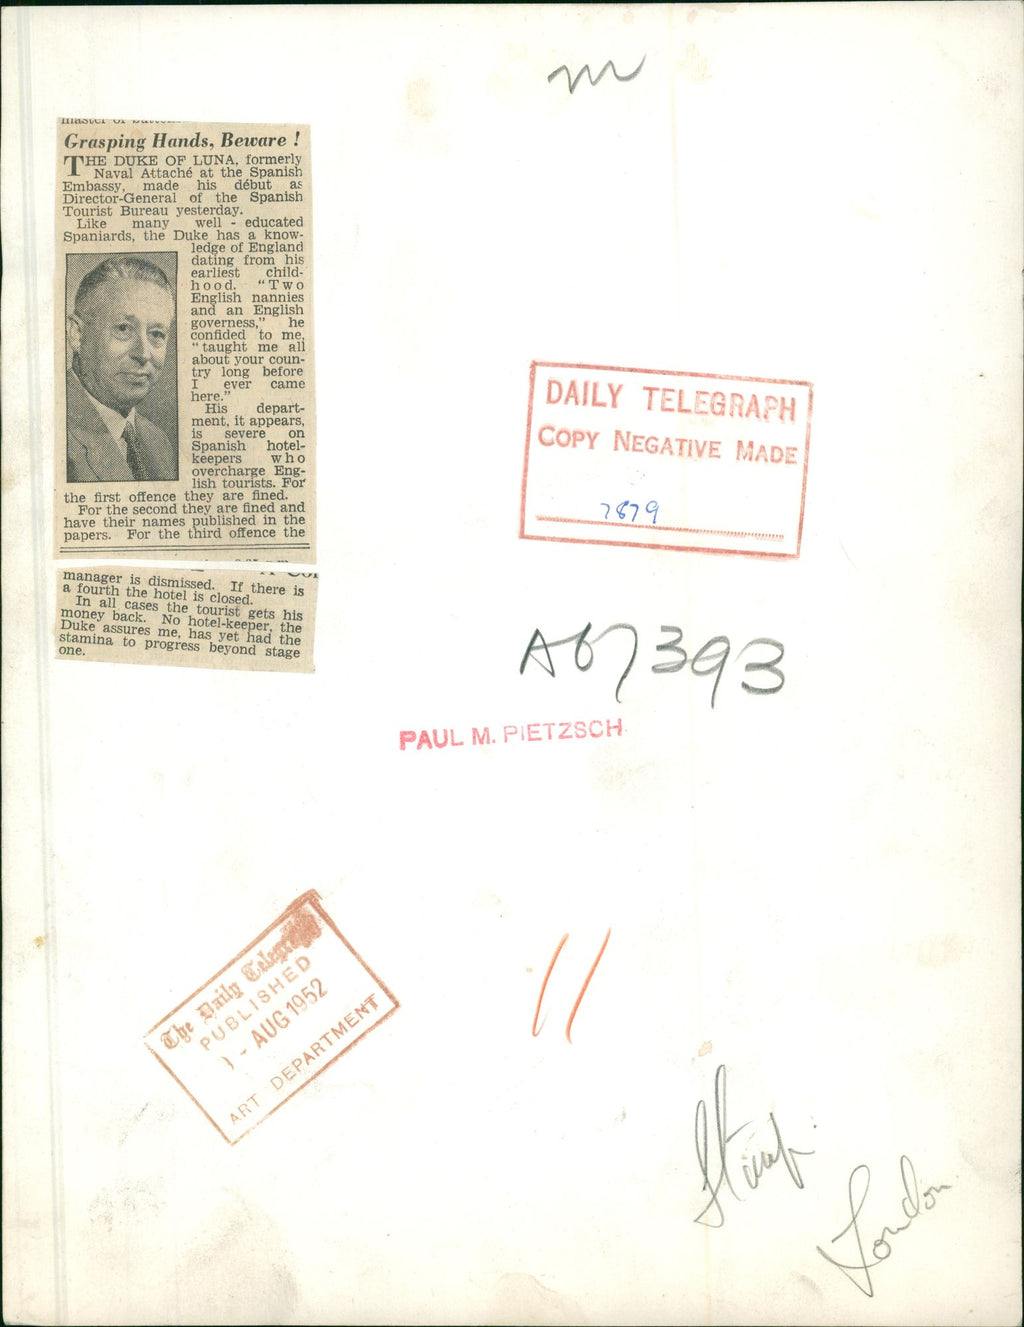 m
Grasping Hands, Beware !
THE DUKE OF LUNA, formerly
Naval Attaché at the Spanish
Embassy, made his début as
Director-General of the Spanish
Tourist Bureau yesterday.
Like many well - educated
Spaniards, the Duke has a know-
ledge of England
dating from his
earliest child-
hood. "Two
English nannies
and an English
governess," he
confided to me,
"taught me all
about your coun-
try long before
I ever came
here."
His depart-
ment, it appears,
is severe on
Spanish hotel-
keepers who
overcharge Eng-
lish tourists. For
the first offence they are fined.
For the second they are fined and
have their names published in the
papers. For the third offence the
manager is dismissed. If there is
a fourth the hotel is closed.
In all cases the tourist gets his
money back. No hotel-keeper, the
Duke assures me, has yet had the
stamina to progress beyond stage
one.
DAILY TELEGRAPH
COPY NEGATIVE MADE
7879
A67393
PAUL M. PIETZSCH
The Daily Telegraph
PUBLISHED
- AUG 1952
ART DEPARTMENT
11
London